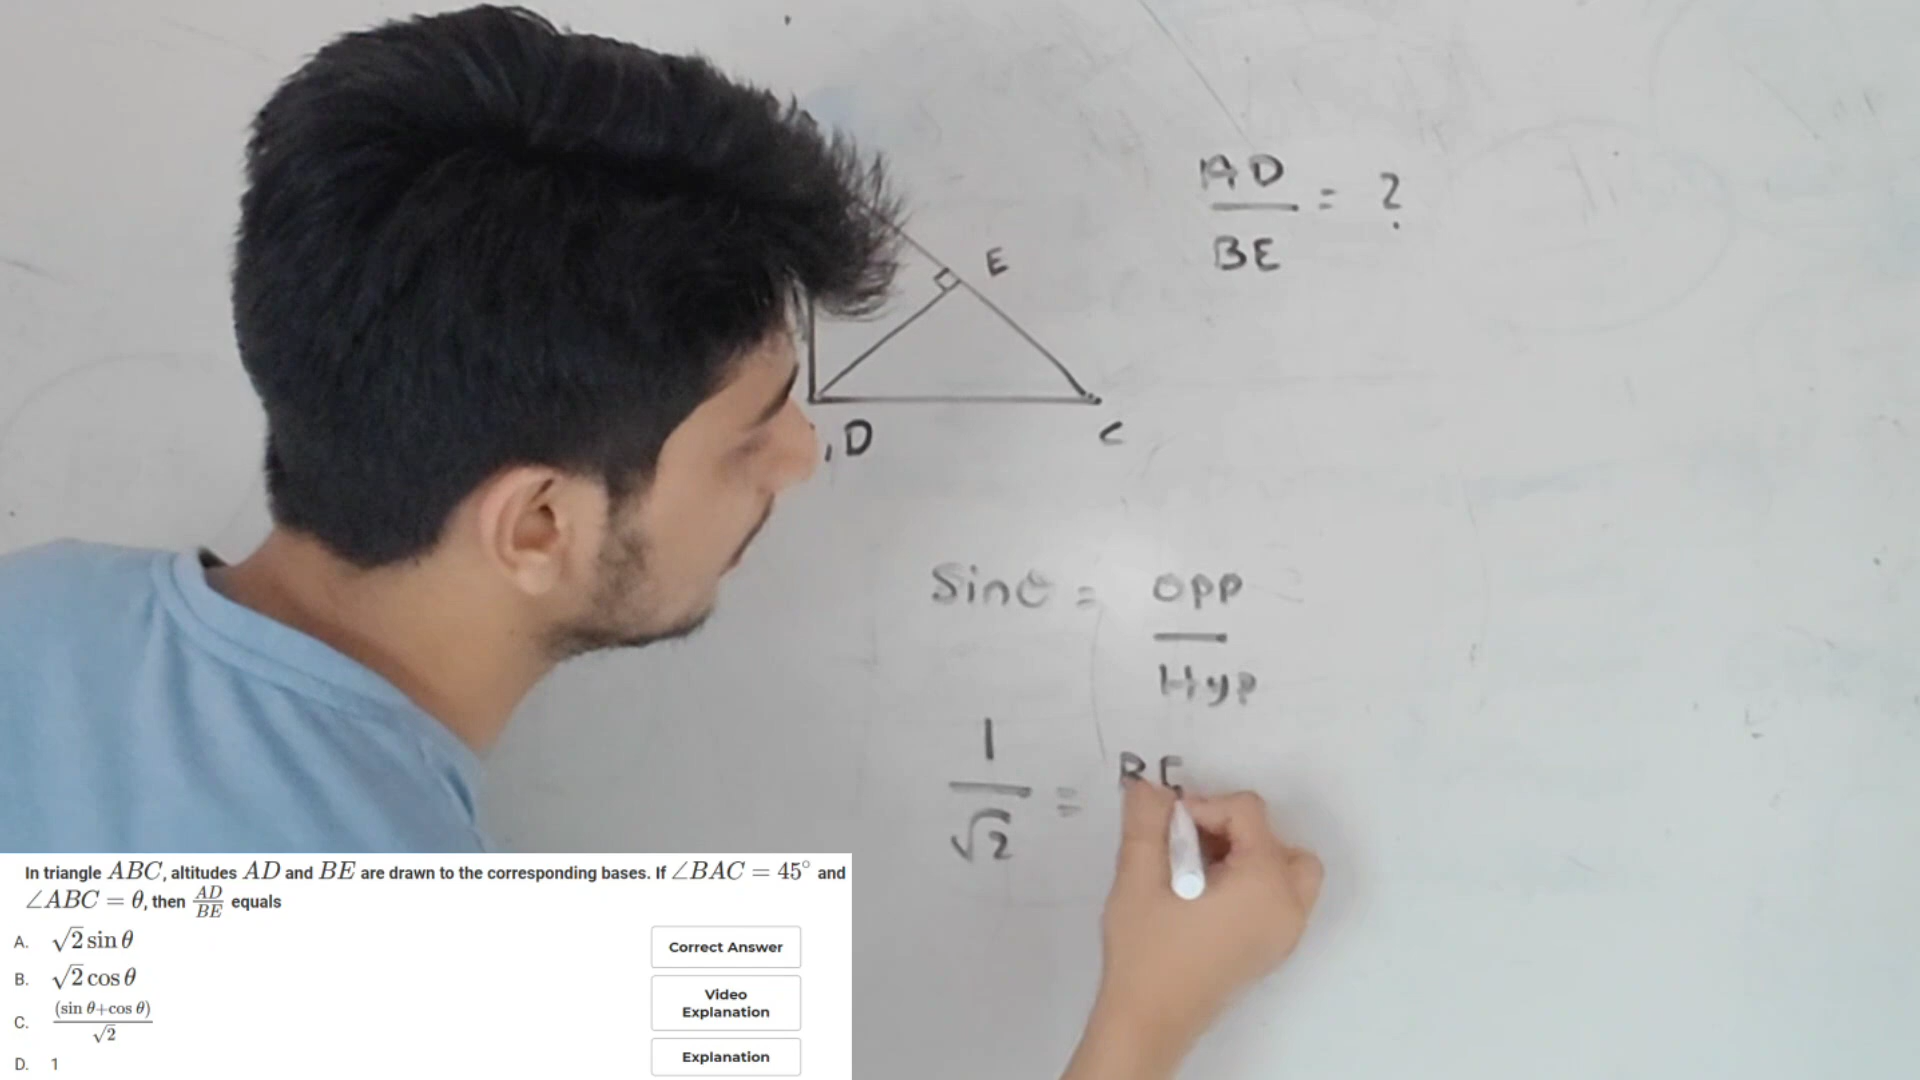 AD
BE
= ?
E
, D
C
Sinθ = opp
Hyp
1
√2
= BE
In triangle ABC, altitudes AD and BE are drawn to the corresponding bases. If ∠BAC = 45° and
∠ABC = θ, then AD/BE equals
A. √2 sin θ
B. √2 cos θ
C. (sin θ+cos θ)/√2
D. 1
Correct Answer
Video
Explanation
Explanation